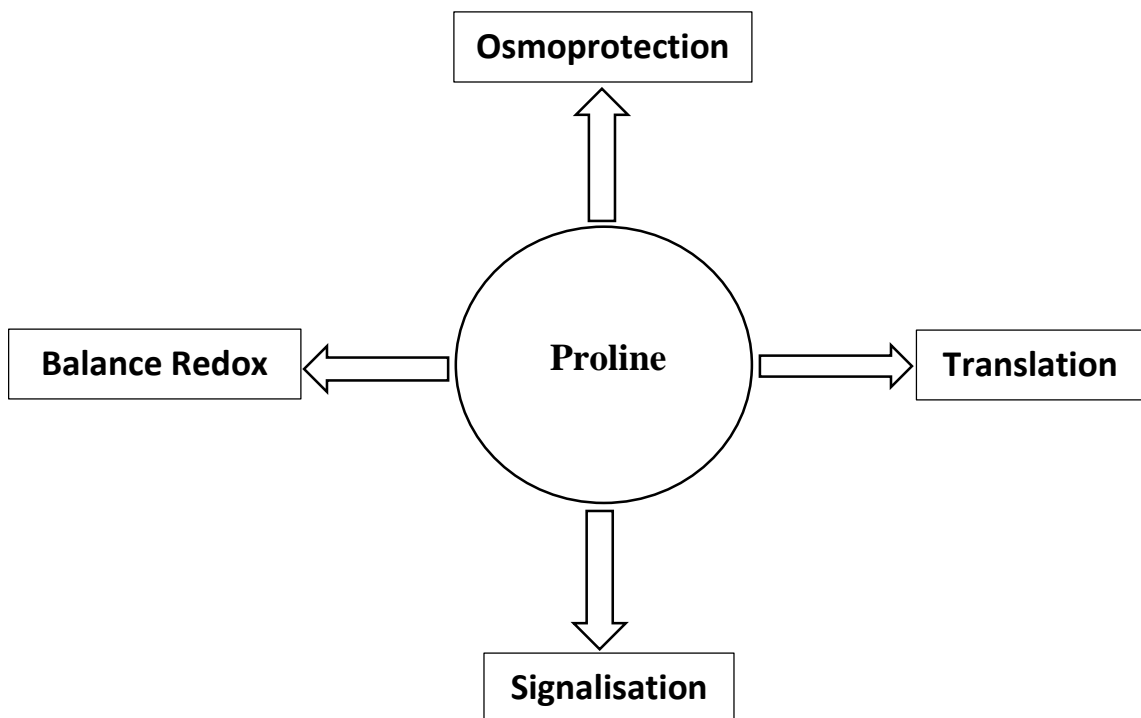 Osmoprotection
Balance Redox
Proline
Translation
Signalisation